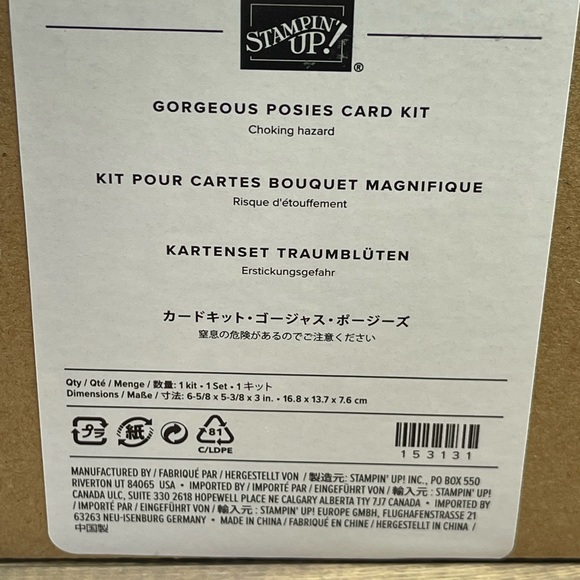 STAMPIN' UP!®
GORGEOUS POSIES CARD KIT
Choking hazard
KIT POUR CARTES BOUQUET MAGNIFIQUE
Risque d'étouffement
KARTENSET TRAUMBLÜTEN
Erstickungsgefahr
カードキット・ゴージャス・ポージーズ
窒息の危険があるのでご注意ください
Qty / Qté / Menge / 数量: 1 kit • 1 Set • 1 キット
Dimensions / Maße / 寸法: 6-5/8 x 5-3/8 x 3 in. • 16.8 x 13.7 x 7.6 cm
プラ 紙 81
C/LDPE
153131
MANUFACTURED BY / FABRIQUÉ PAR / HERGESTELLT VON / 製造元: STAMPIN' UP! INC., PO BOX 550
RIVERTON UT 84065 USA • IMPORTED BY / IMPORTÉ PAR / EINGEFÜHRT VON / 輸入元: STAMPIN' UP!
CANADA ULC, SUITE 330 2618 HOPEWELL PLACE NE CALGARY ALBERTA T1Y 7J7 CANADA • IMPORTED BY
/ IMPORTÉ PAR / EINGEFÜHRT VON / 輸入元: STAMPIN' UP! EUROPE GMBH, FLUGHAFENSTRASSE 21
63263 NEU-ISENBURG GERMANY • MADE IN CHINA / FABRIQUÉ EN CHINE / HERGESTELLT IN CHINA /
中国製